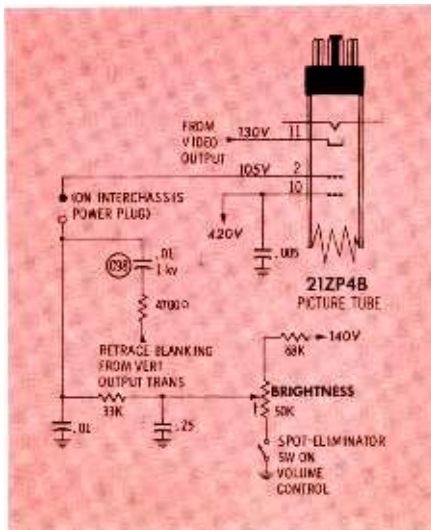 FROM
VIDEO
OUTPUT
130V
11
105V
2
10
(ON INTERCHASSIS
POWER PLUG)
420V
.005
21ZP4B
PICTURE TUBE
C98
.01
1 kv
4700Ω
RETRACE BLANKING
FROM VERT
OUTPUT TRANS
68K
140V
BRIGHTNESS
50K
33K
.01
.25
SPOT-ELIMINATOR
SW ON
VOLUME
CONTROL